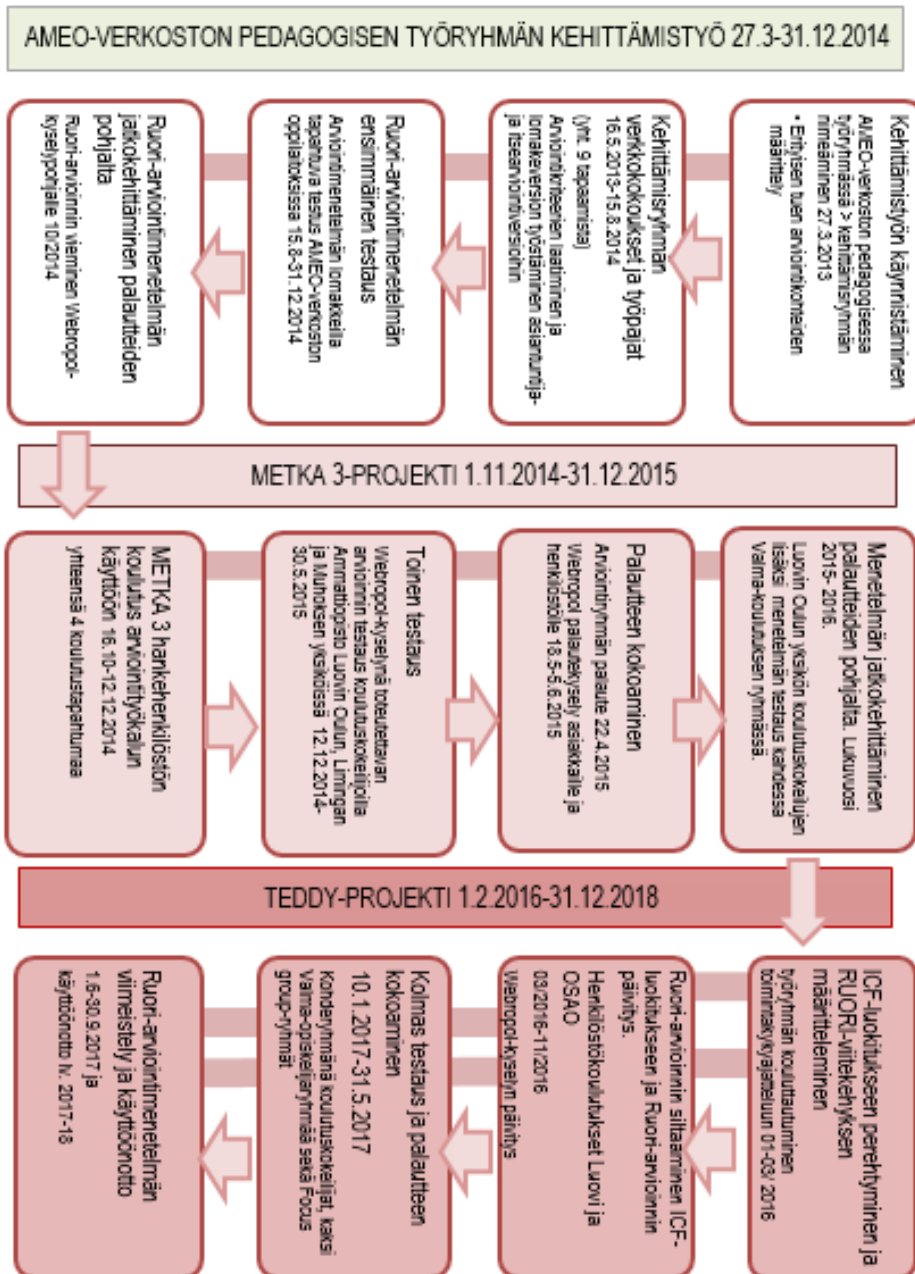 AMEO-VERKOSTON PEDAGOGISEN TYÖRYHMÄN KEHITTÄMISTYÖ 27.3-31.12.2014
Kehittämistyön käynnistäminen
AMEO-verkoston pedagogisessa
työryhmässä > kehittämisryhmän
nimeäminen 27.3.2013
• Erityisen tuen arviointikohteiden
määrittely
Kehittämisryhmän
verkkokokoukset ja työpajat
16.5.2013-15.8.2014
(yht. 9 tapaamista)
Arviointikriteerien laatiminen ja
lomakeversion työstäminen asiantuntija-
ja itsearviointiversioihin
Ruori-arviointimenetelmän
ensimmäinen testaus
Arviointimenetelmän lomakkeilla
tapahtuva testaus AMEO-verkoston
oppilaitoksissa 15.8-31.12.2014
Ruori-arviointimenetelmän
jatkokehittäminen palautteiden
pohjalta
Ruori-arvioinnin vieminen Webropol-
kyselypohjalle 10/2014
METKA 3-PROJEKTI 1.11.2014-31.12.2015
METKA 3 hankehenkilöstön
koulutus arviointityökalun
käyttöön 16.10-12.12.2014
yhteensä 4 koulutustapahtumaa
Toinen testaus
Webropol-kyselynä toteutettavan
arvioinnin testaus koulutuskokeilijoilla
Ammattiopisto Luovin Oulun, Limingan
ja Muhoksen yksiköissä 12.12.2014-
30.5.2015
Palautteen kokoaminen
Arviointiryhmän palaute 22.4.2015
Webropol palautekysely asiakkaille ja
henkilöstölle 18.5-5.6.2015
Menetelmän jatkokehittäminen
palautteiden pohjalta. Lukuvuosi
2015- 2016.
Luovin Oulun yksikön koulutuskokeilujen
lisäksi menetelmän testaus kahdessa
Valma-koulutuksen ryhmässä.
TEDDY-PROJEKTI 1.2.2016-31.12.2018
ICF-luokitukseen perehtyminen ja
RUORI-viitekehyksen
määritteleminen
työryhmän kouluttautuminen
toimintakykyajatteluun 01-03/ 2016
Ruori-arvioinnin siltaaminen ICF-
luokitukseen ja Ruori-arvioinnin
päivitys.
Henkilöstökoulutukset Luovi ja
OSAO
03/2016-11/2016
Webropol-kyselyn päivitys
Kolmas testaus ja palautteen
kokoaminen
10.1.2017-31.5.2017
Kohderyhmänä koulutuskokeilijat, kaksi
Valma-opiskelijaryhmää sekä Focus
group-ryhmät
Ruori-arviointimenetelmän
viimeistely ja käyttöönotto
1.6-30.9.2017 ja
käyttöönotto lv. 2017-18